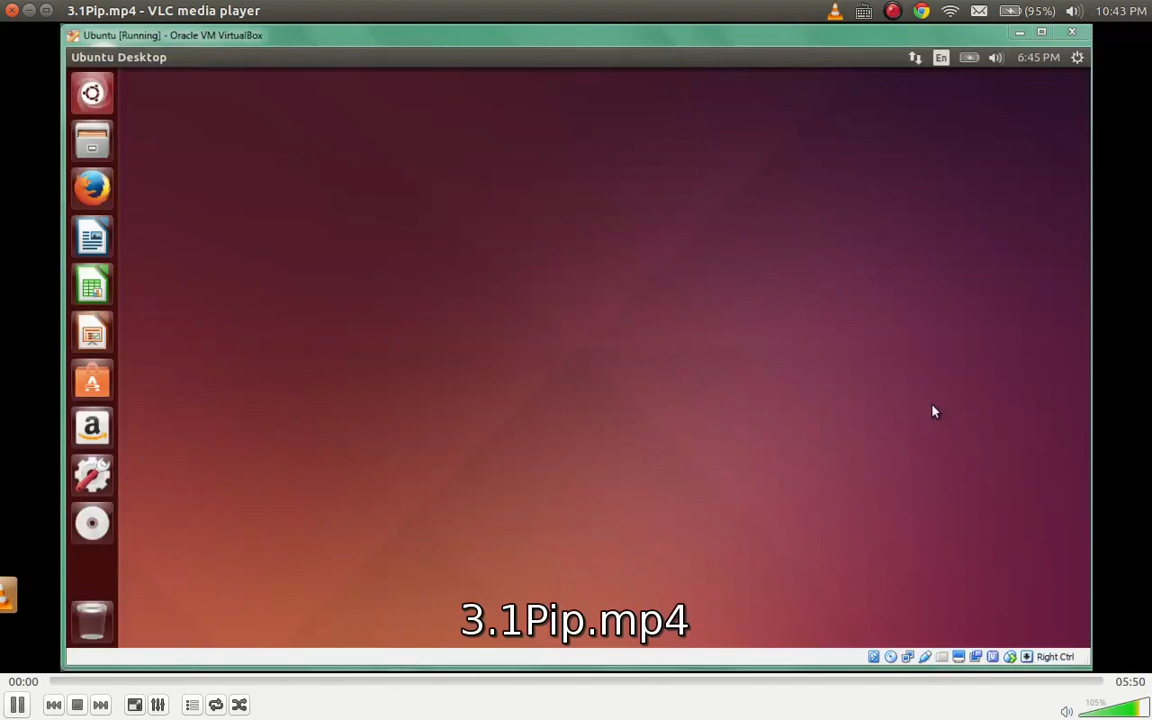 3.1Pip.mp4 - VLC media player
(95%)
10:43 PM
Ubuntu [Running] - Oracle VM VirtualBox
Ubuntu Desktop
En
6:45 PM
a
3.1Pip.mp4
Right Ctrl
00:00
05:50
105%